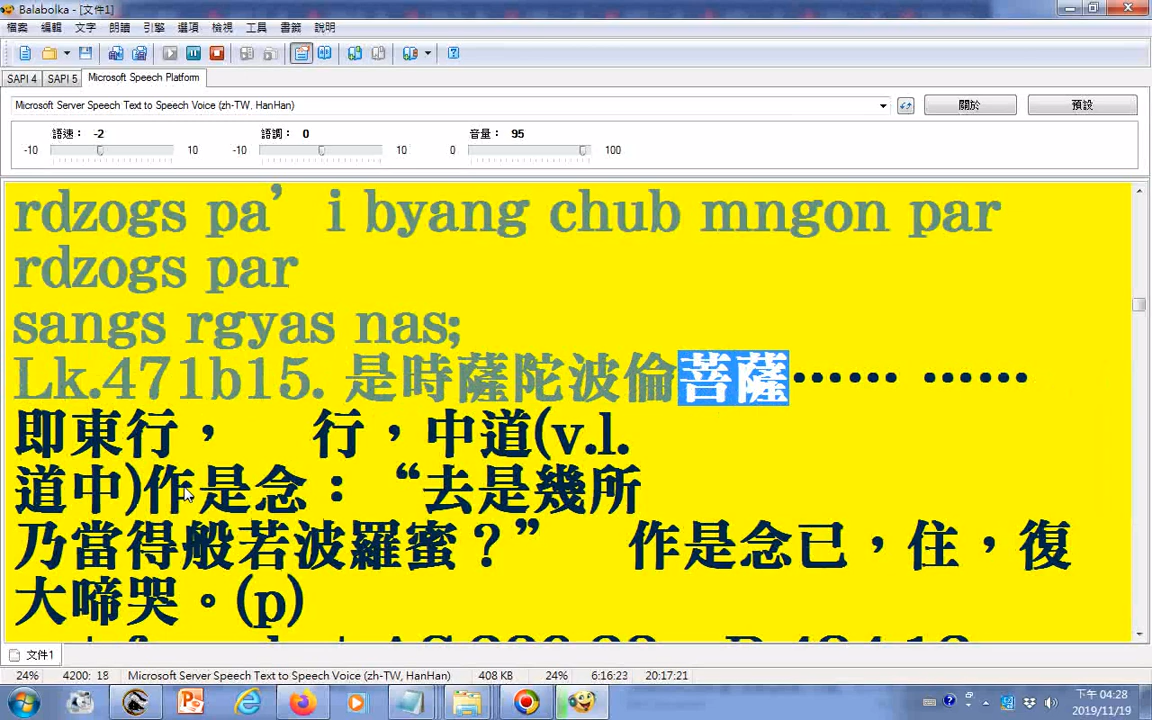 Balabolka - [文件1]
檔案 編輯 文字 朗讀 引擎 選項 檢視 工具 書籤 說明
SAPI 4 SAPI 5 Microsoft Speech Platform
Microsoft Server Speech Text to Speech Voice (zh-TW, HanHan) 關於 預設
語速： -2 語調： 0 音量： 95
-10 10 -10 10 0 100
rdzogs pa’i byang chub mngon par
rdzogs par
sangs rgyas nas;
Lk.471b15. 是時薩陀波倫菩薩…… ……
即東行， 行，中道(v.l.
道中)作是念：“去是幾所
乃當得般若波羅蜜？” 作是念已，住，復
大啼哭。(p)
文件1
24% 4200: 18 Microsoft Server Speech Text to Speech Voice (zh-TW, HanHan) 408 KB 24% 6:16:23 20:17:21
下午 04:28
2019/11/19